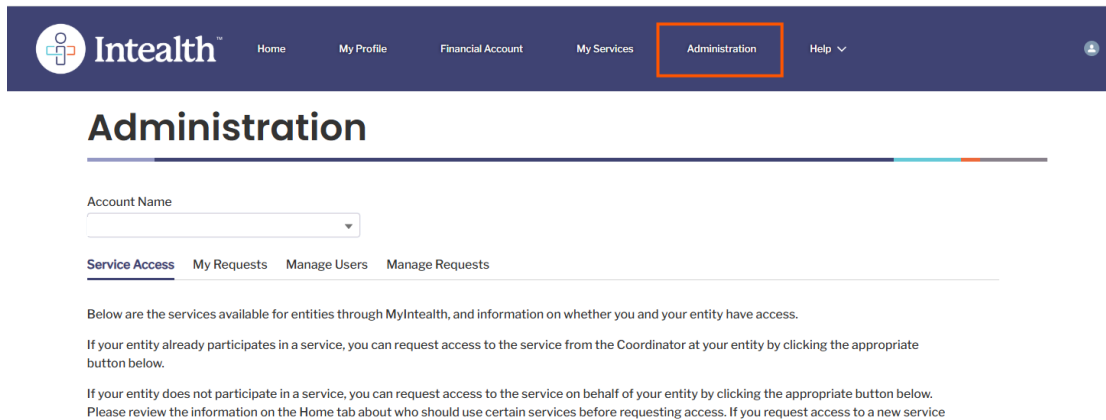 Intealth™ Home My Profile Financial Account My Services Administration Help
Administration
Account Name
Service Access My Requests Manage Users Manage Requests
Below are the services available for entities through MyIntealth, and information on whether you and your entity have access.
If your entity already participates in a service, you can request access to the service from the Coordinator at your entity by clicking the appropriate
button below.
If your entity does not participate in a service, you can request access to the service on behalf of your entity by clicking the appropriate button below.
Please review the information on the Home tab about who should use certain services before requesting access. If you request access to a new service